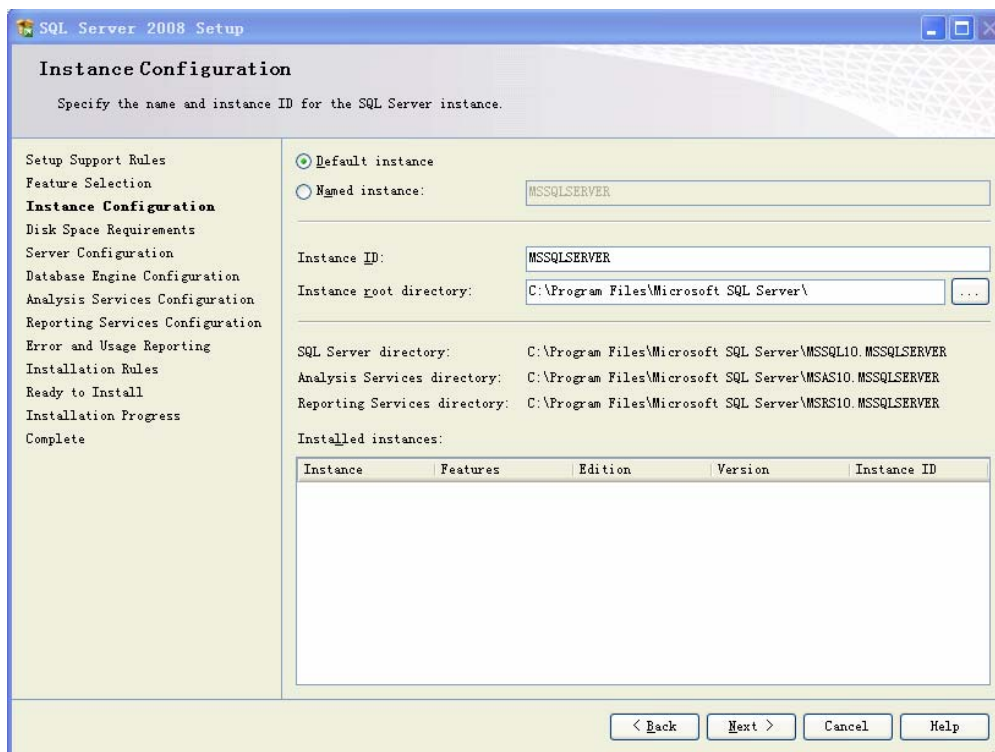 SQL Server 2008 Setup
Instance Configuration
Specify the name and instance ID for the SQL Server instance.
Setup Support Rules
Feature Selection
Instance Configuration
Disk Space Requirements
Server Configuration
Database Engine Configuration
Analysis Services Configuration
Reporting Services Configuration
Error and Usage Reporting
Installation Rules
Ready to Install
Installation Progress
Complete
Default instance
Named instance: MSSQLSERVER
Instance ID: MSSQLSERVER
Instance root directory: C:\Program Files\Microsoft SQL Server\ ...
SQL Server directory: C:\Program Files\Microsoft SQL Server\MSSQL10.MSSQLSERVER
Analysis Services directory: C:\Program Files\Microsoft SQL Server\MSAS10.MSSQLSERVER
Reporting Services directory: C:\Program Files\Microsoft SQL Server\MSRS10.MSSQLSERVER
Installed instances:
Instance Features Edition Version Instance ID
< Back Next > Cancel Help